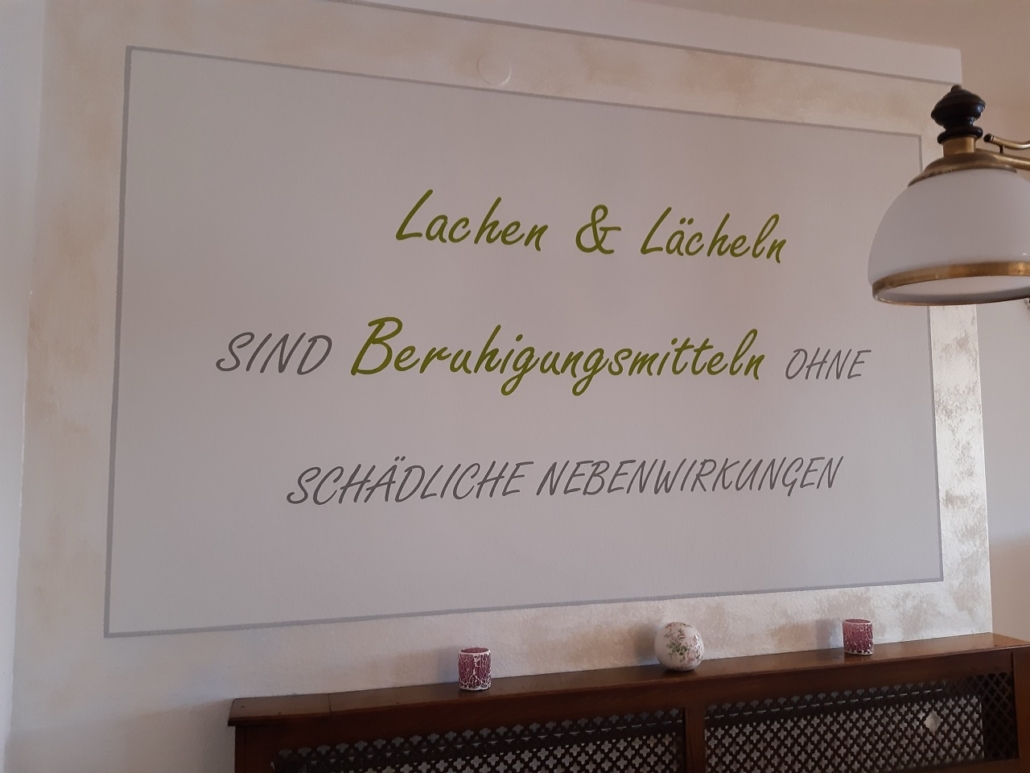 Lachen & Lächeln
SIND Beruhigungsmitteln OHNE
SCHÄDLICHE NEBENWIRKUNGEN